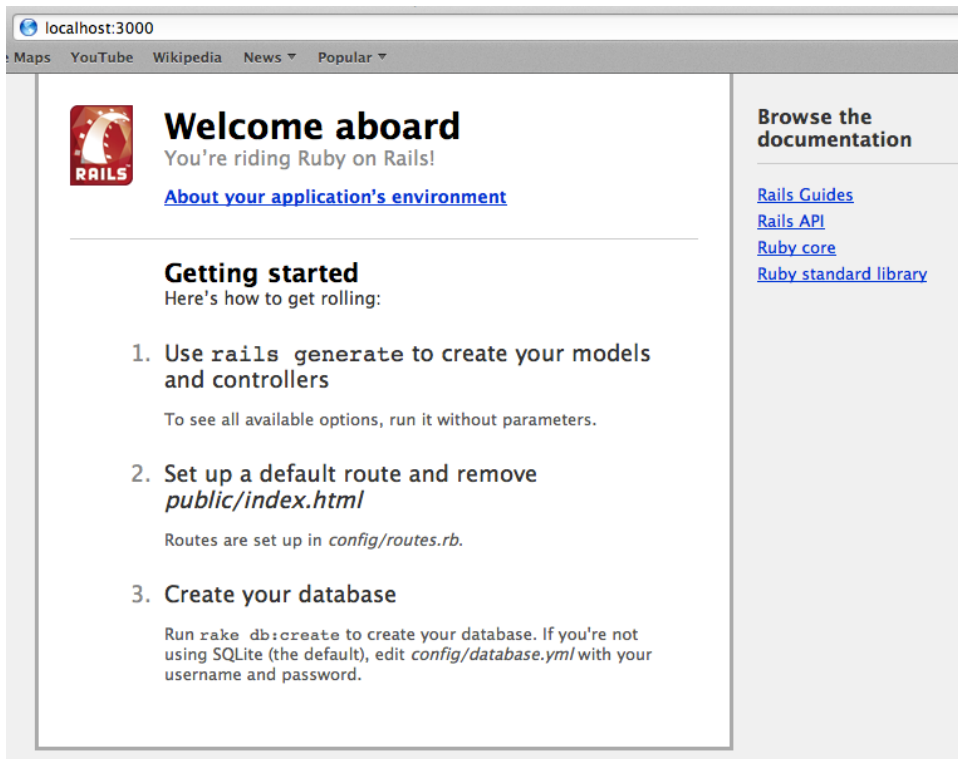 localhost:3000
Maps YouTube Wikipedia News Popular
RAILS
Welcome aboard
You're riding Ruby on Rails!
About your application's environment
Getting started
Here's how to get rolling:
1. Use rails generate to create your models
and controllers
To see all available options, run it without parameters.
2. Set up a default route and remove
public/index.html
Routes are set up in config/routes.rb.
3. Create your database
Run rake db:create to create your database. If you're not
using SQLite (the default), edit config/database.yml with your
username and password.
Browse the
documentation
Rails Guides
Rails API
Ruby core
Ruby standard library